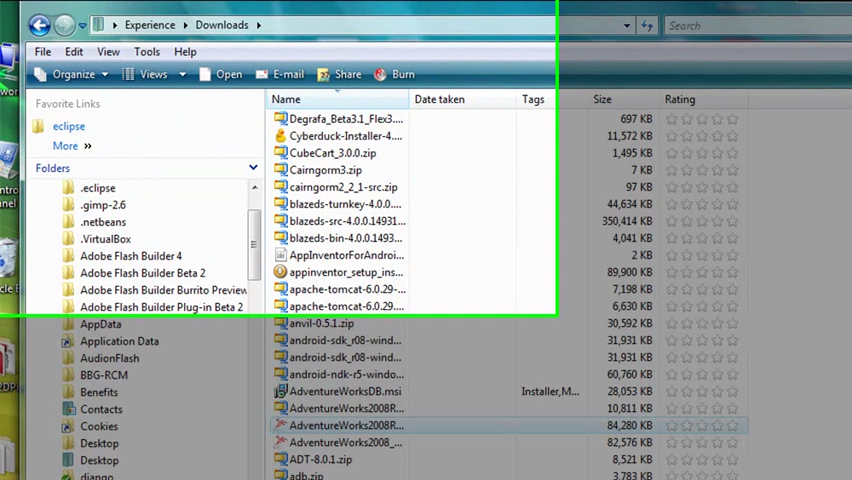 Experience Downloads Search
File Edit View Tools Help
Organize Views Open E-mail Share Burn
Favorite Links
eclipse
More
Folders
.eclipse
.gimp-2.6
.netbeans
.VirtualBox
Adobe Flash Builder 4
Adobe Flash Builder Beta 2
Adobe Flash Builder Burrito Preview
Adobe Flash Builder Plug-in Beta 2
AppData
Application Data
AudionFlash
BBG-RCM
Benefits
Contacts
Cookies
Desktop
Desktop
django
Name Date taken Tags Size Rating
Degrafa_Beta3.1_Flex3.... 697 KB
Cyberduck-Installer-4.... 11,572 KB
CubeCart_3.0.0.zip 1,495 KB
Cairngorm3.zip 7 KB
cairngorm2_2_1-src.zip 97 KB
blazeds-turnkey-4.0.0.... 44,634 KB
blazeds-src-4.0.0.14931... 350,414 KB
blazeds-bin-4.0.0.1493... 4,041 KB
AppInventorForAndroi... 2 KB
appinventor_setup_ins... 89,900 KB
apache-tomcat-6.0.29-... 7,198 KB
apache-tomcat-6.0.29.... 6,630 KB
anvil-0.5.1.zip 30,592 KB
android-sdk_r08-wind... 31,931 KB
android-sdk_r08-wind... 31,931 KB
android-ndk-r5-windo... 60,760 KB
AdventureWorksDB.msi Installer,M... 28,053 KB
AdventureWorks2008R... 10,811 KB
AdventureWorks2008R... 84,280 KB
AdventureWorks2008_... 82,576 KB
ADT-8.0.1.zip 8,521 KB
adb.zip 3,783 KB